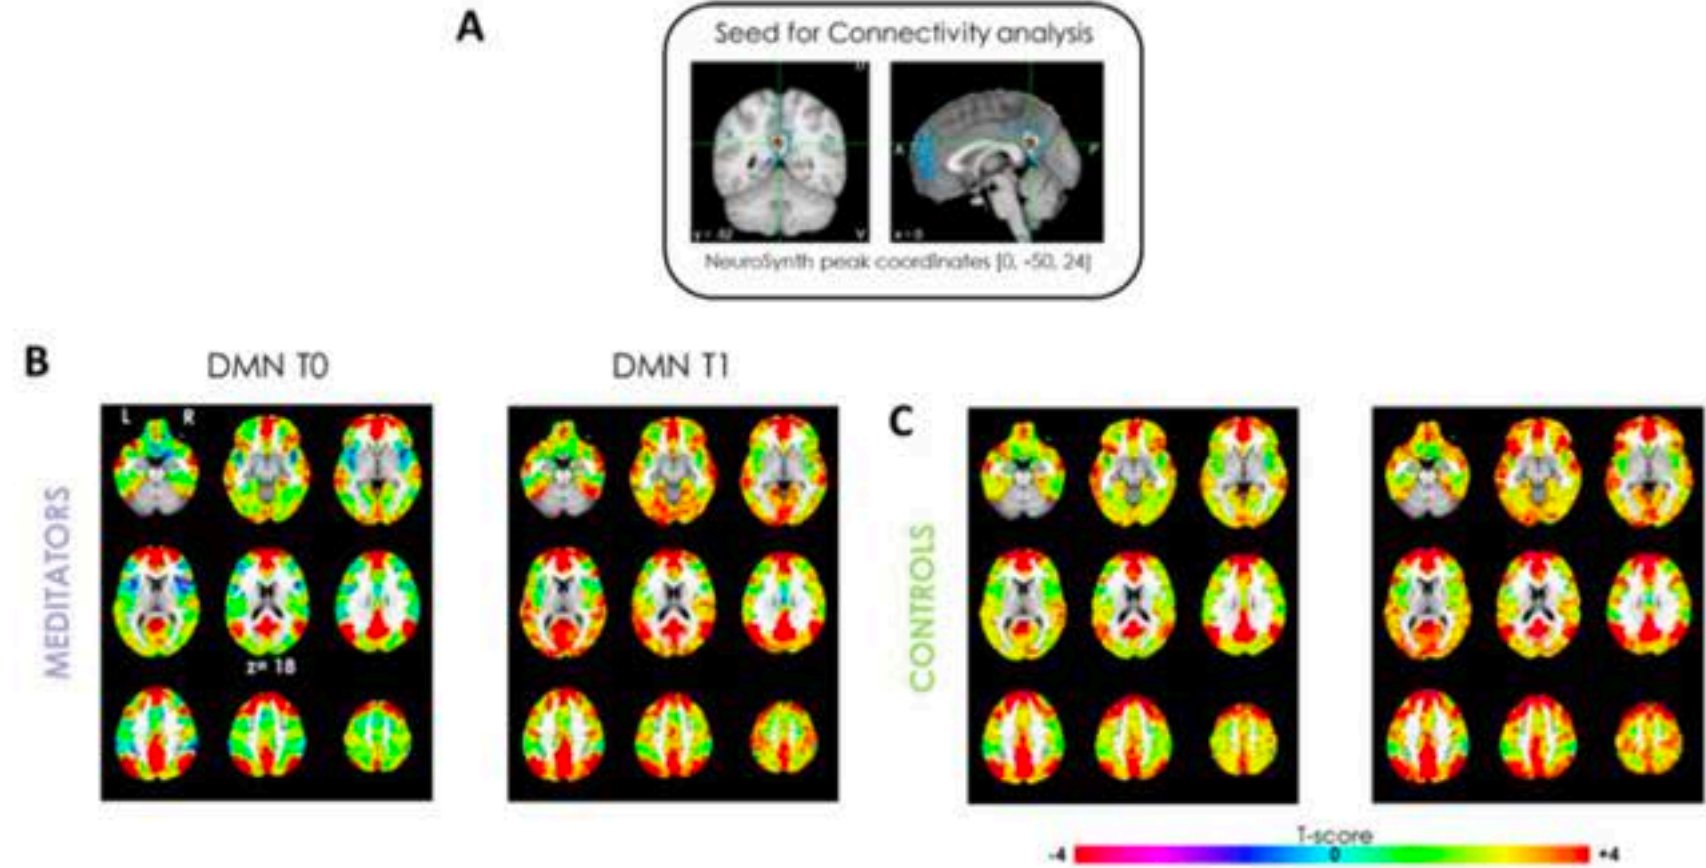 A
Seed for Connectivity analysis
A
P
V
x = 0
NeuroSynth peak coordinates [0, -50, 24]
B
DMN T0
DMN T1
L R
MEDITATORS
z= 18
C
CONTROLS
T-score
-4
0
+4